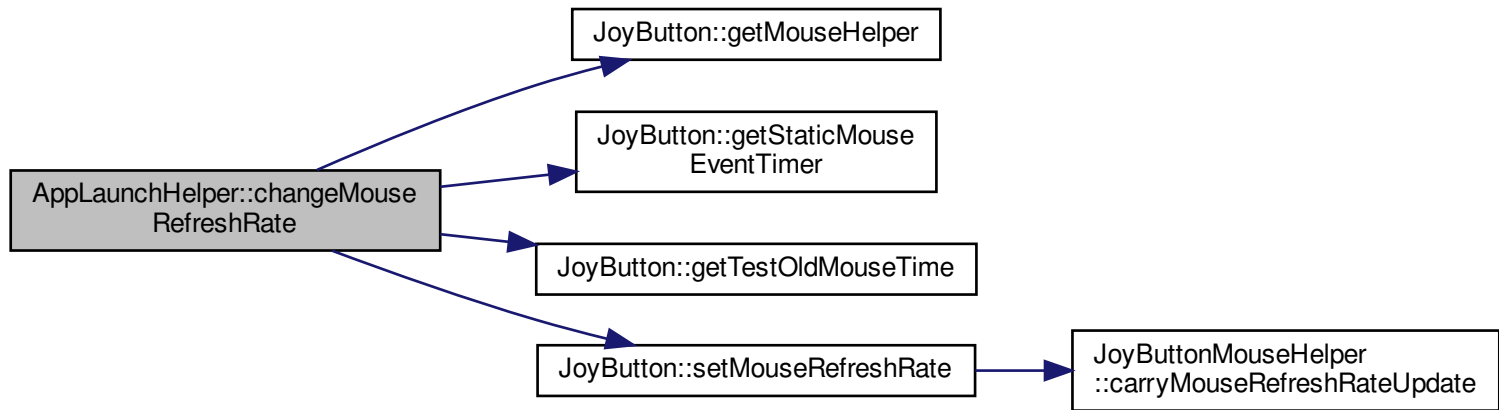 AppLaunchHelper::changeMouse
RefreshRate
JoyButton::getMouseHelper
JoyButton::getStaticMouse
EventTimer
JoyButton::getTestOldMouseTime
JoyButton::setMouseRefreshRate
JoyButtonMouseHelper
::carryMouseRefreshRateUpdate